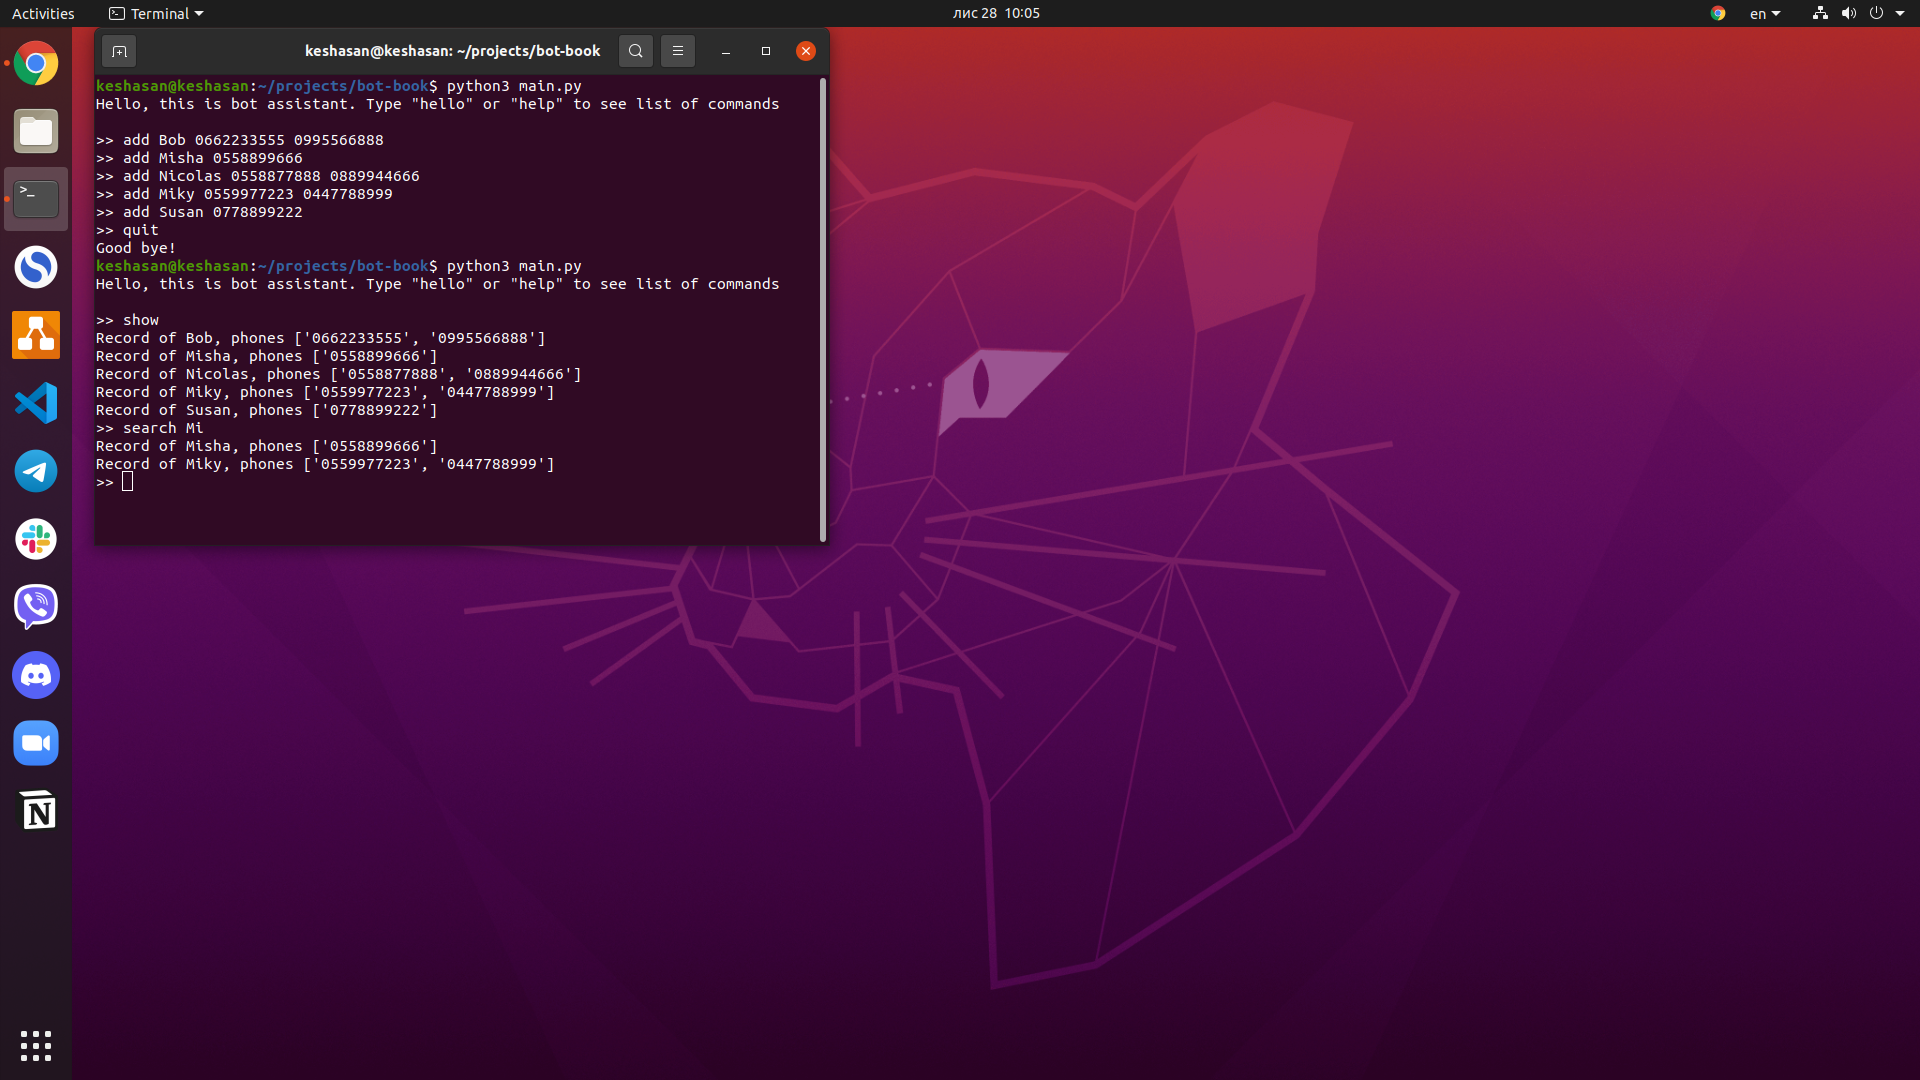 Activities
Terminal
лис 28 10:05
en
keshasan@keshasan: ~/projects/bot-book
keshasan@keshasan:~/projects/bot-book$ python3 main.py
Hello, this is bot assistant. Type "hello" or "help" to see list of commands
>> add Bob 0662233555 0995566888
>> add Misha 0558899666
>> add Nicolas 0558877888 0889944666
>> add Miky 0559977223 0447788999
>> add Susan 0778899222
>> quit
Good bye!
keshasan@keshasan:~/projects/bot-book$ python3 main.py
Hello, this is bot assistant. Type "hello" or "help" to see list of commands
>> show
Record of Bob, phones ['0662233555', '0995566888']
Record of Misha, phones ['0558899666']
Record of Nicolas, phones ['0558877888', '0889944666']
Record of Miky, phones ['0559977223', '0447788999']
Record of Susan, phones ['0778899222']
>> search Mi
Record of Misha, phones ['0558899666']
Record of Miky, phones ['0559977223', '0447788999']
>>